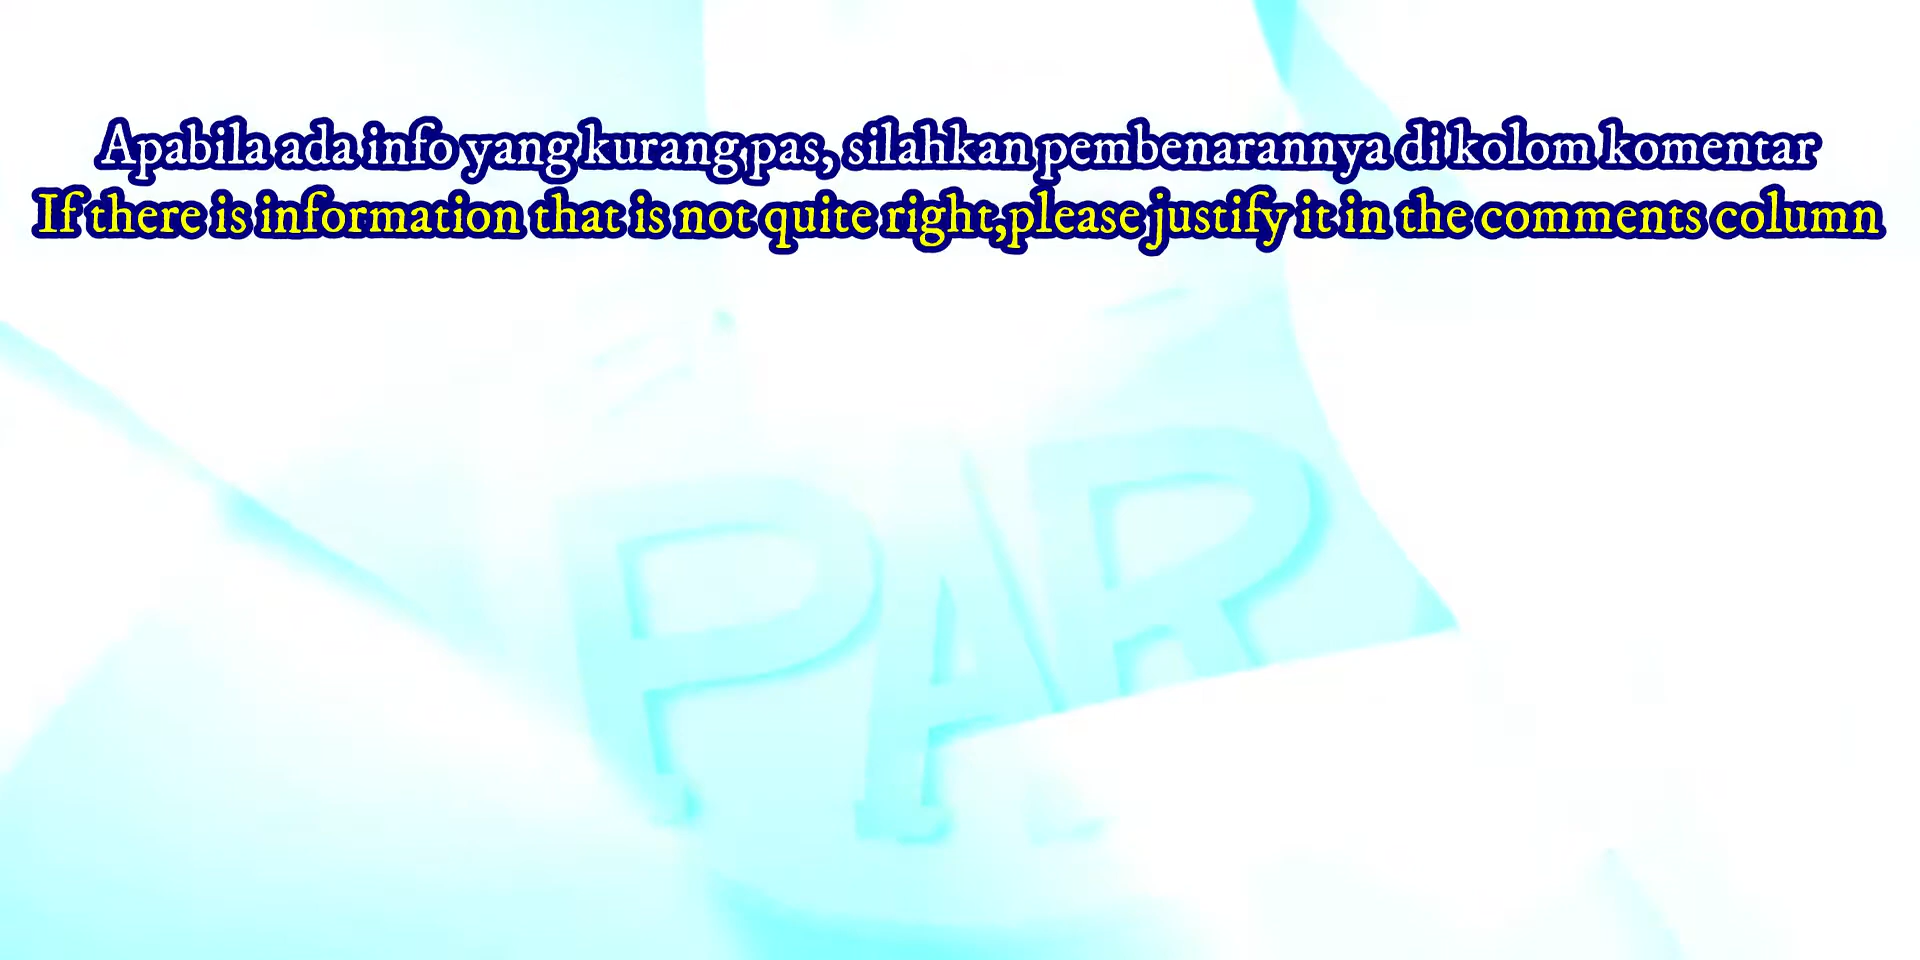 Apabila ada info yang kurang pas, silahkan pembenarannya di kolom komentar
If there is information that is not quite right,please justify it in the comments column
PAR